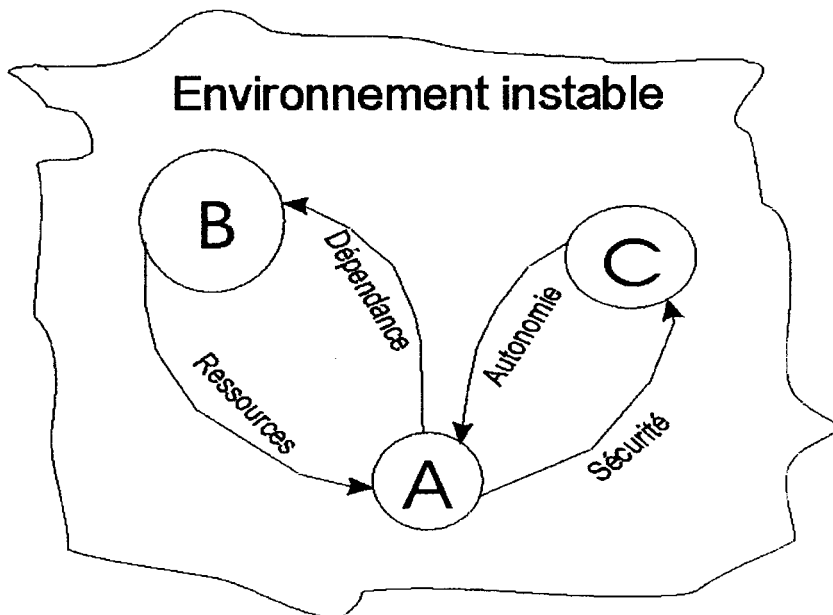 Environnement instable
B
Dépendance
C
Autonomie
Ressources
Sécurité
A